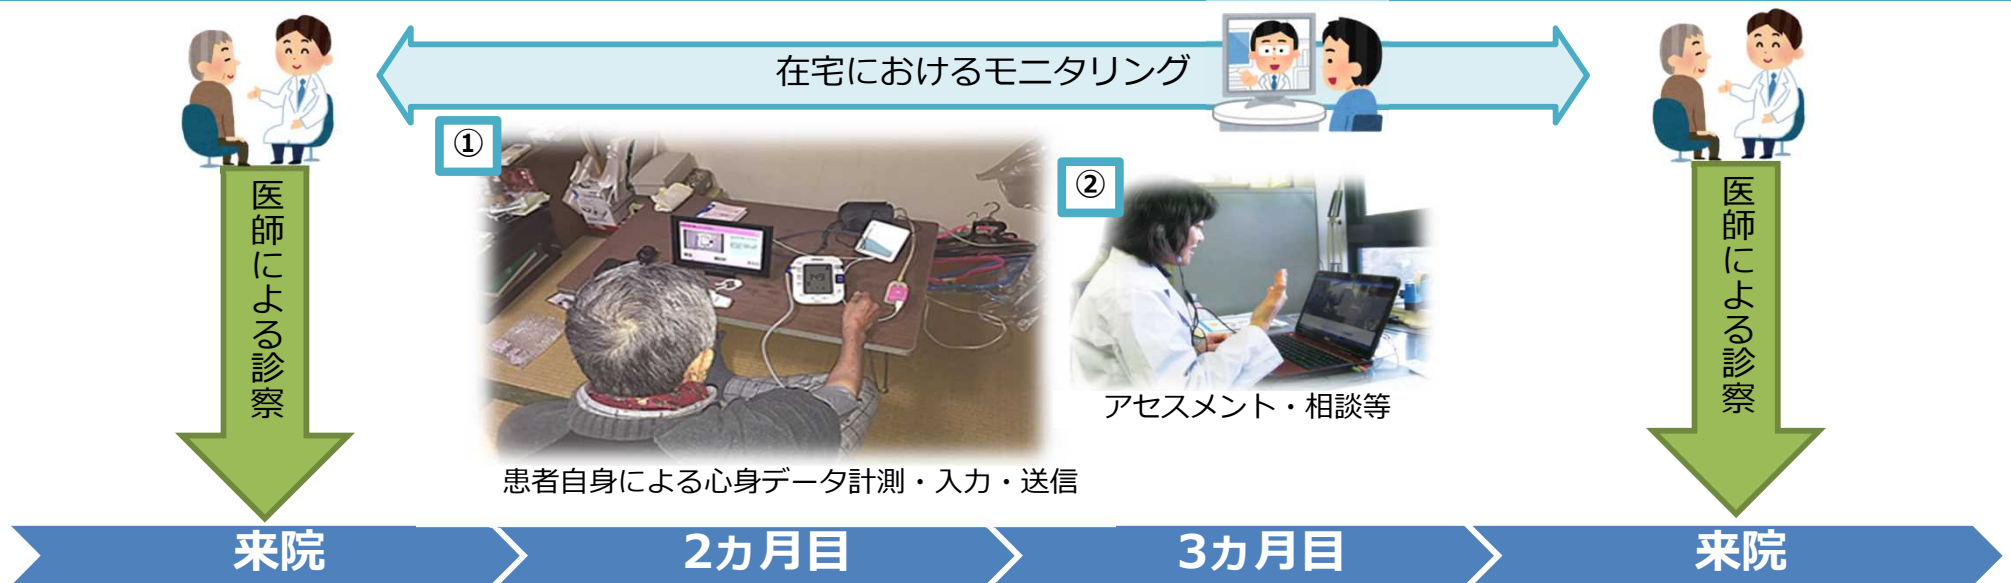 在宅におけるモニタリング
①
②
医師による診察
医師による診察
アセスメント・相談等
患者自身による心身データ計測・入力・送信
来院
2ヵ月目
3ヵ月目
来院